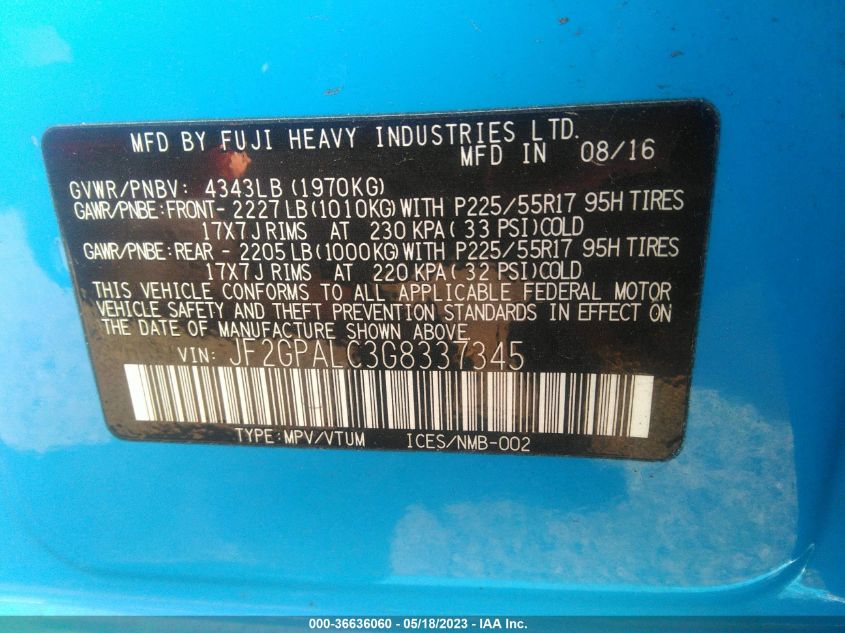 MFD BY FUJI HEAVY INDUSTRIES LTD.
MFD IN 08/16
GVWR/PNBV: 4343LB (1970KG)
GAWR/PNBE: FRONT- 2227 LB (1010KG) WITH P225/55R17 95H TIRES
17X7 J RIMS AT 230 KPA (33 PSI) COLD
GAWR/PNBE: REAR - 2205 LB (1000KG) WITH P225/55R17 95H TIRES
17X7 J RIMS AT 220 KPA (32 PSI) COLD
THIS VEHICLE CONFORMS TO ALL APPLICABLE FEDERAL MOTOR
VEHICLE SAFETY AND THEFT PREVENTION STANDARDS IN EFFECT ON
THE DATE OF MANUFACTURE SHOWN ABOVE.
VIN: JF2GPALC3G8337345
TYPE: MPV/VTUM ICES/NMB-002
000-36636060 - 05/18/2023 - IAA Inc.